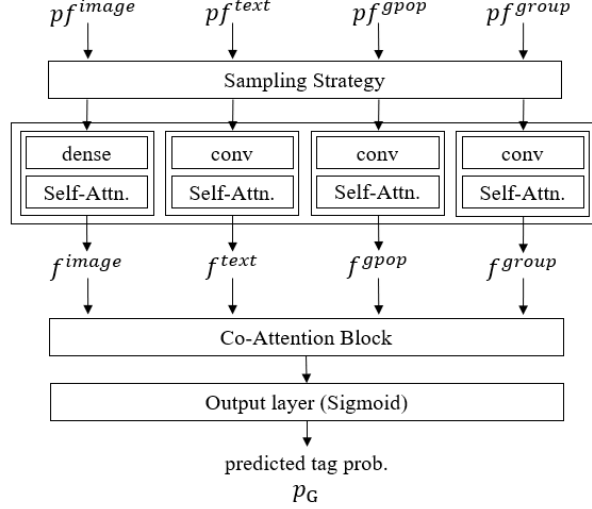 pf^image pf^text pf^gpop pf^group
Sampling Strategy
dense conv conv conv
Self-Attn. Self-Attn. Self-Attn. Self-Attn.
f^image f^text f^gpop f^group
Co-Attention Block
Output layer (Sigmoid)
predicted tag prob.
p_G